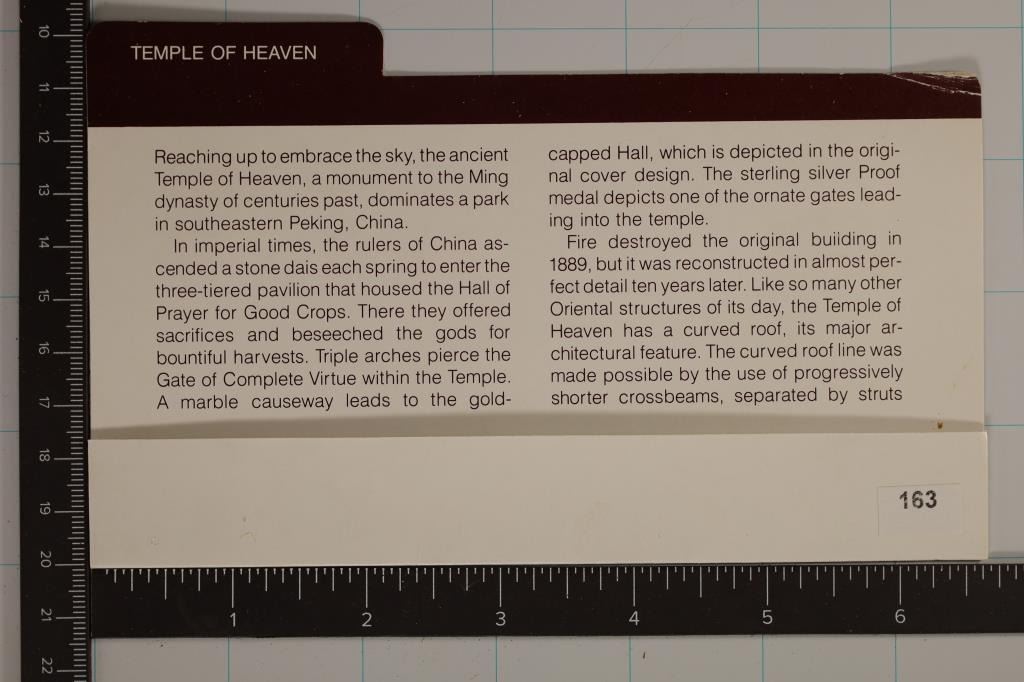 TEMPLE OF HEAVEN
Reaching up to embrace the sky, the ancient
Temple of Heaven, a monument to the Ming
dynasty of centuries past, dominates a park
in southeastern Peking, China.
In imperial times, the rulers of China as-
cended a stone dais each spring to enter the
three-tiered pavilion that housed the Hall of
Prayer for Good Crops. There they offered
sacrifices and beseeched the gods for
bountiful harvests. Triple arches pierce the
Gate of Complete Virtue within the Temple.
A marble causeway leads to the gold-
capped Hall, which is depicted in the origi-
nal cover design. The sterling silver Proof
medal depicts one of the ornate gates lead-
ing into the temple.
Fire destroyed the original building in
1889, but it was reconstructed in almost per-
fect detail ten years later. Like so many other
Oriental structures of its day, the Temple of
Heaven has a curved roof, its major ar-
chitectural feature. The curved roof line was
made possible by the use of progressively
shorter crossbeams, separated by struts
163
10
11
12
13
14
15
16
17
18
19
20
21
22
1 2 3 4 5 6